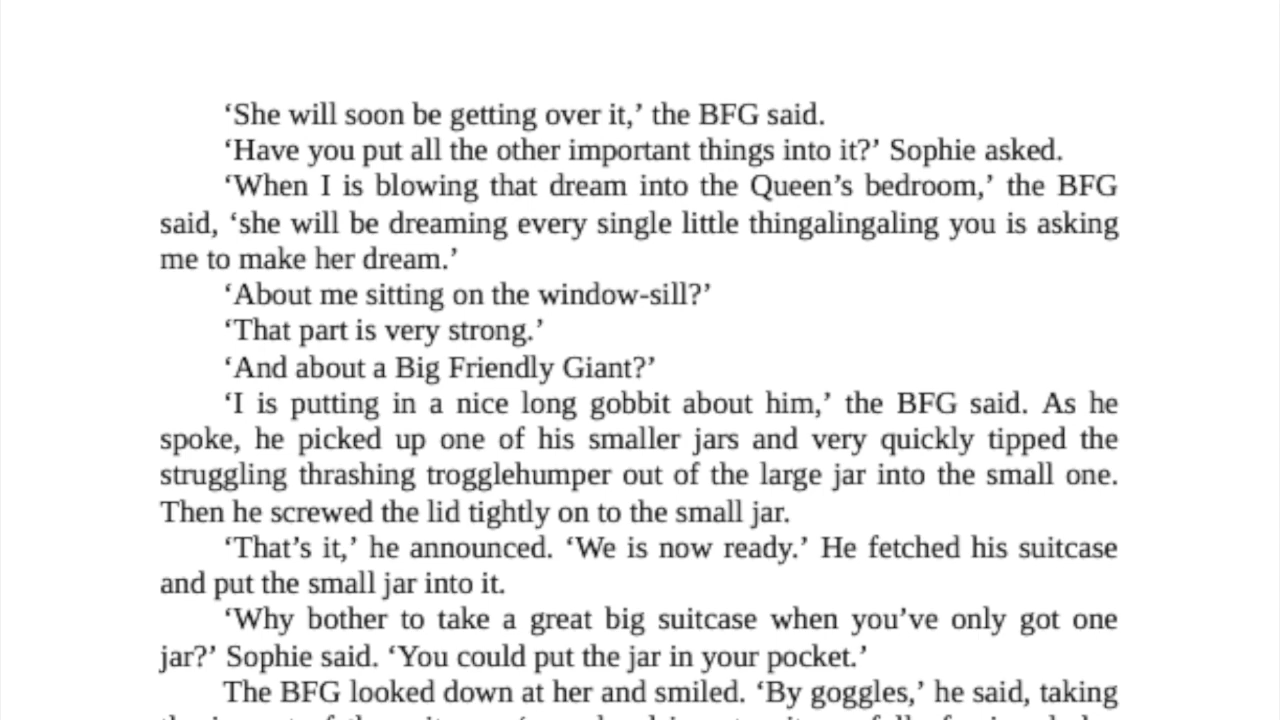 ‘She will soon be getting over it,’ the BFG said.
‘Have you put all the other important things into it?’ Sophie asked.
‘When I is blowing that dream into the Queen’s bedroom,’ the BFG
said, ‘she will be dreaming every single little thingalingaling you is asking
me to make her dream.’
‘About me sitting on the window-sill?’
‘That part is very strong.’
‘And about a Big Friendly Giant?’
‘I is putting in a nice long gobbit about him,’ the BFG said. As he
spoke, he picked up one of his smaller jars and very quickly tipped the
struggling thrashing trogglehumper out of the large jar into the small one.
Then he screwed the lid tightly on to the small jar.
‘That’s it,’ he announced. ‘We is now ready.’ He fetched his suitcase
and put the small jar into it.
‘Why bother to take a great big suitcase when you’ve only got one
jar?’ Sophie said. ‘You could put the jar in your pocket.’
The BFG looked down at her and smiled. ‘By goggles,’ he said, taking